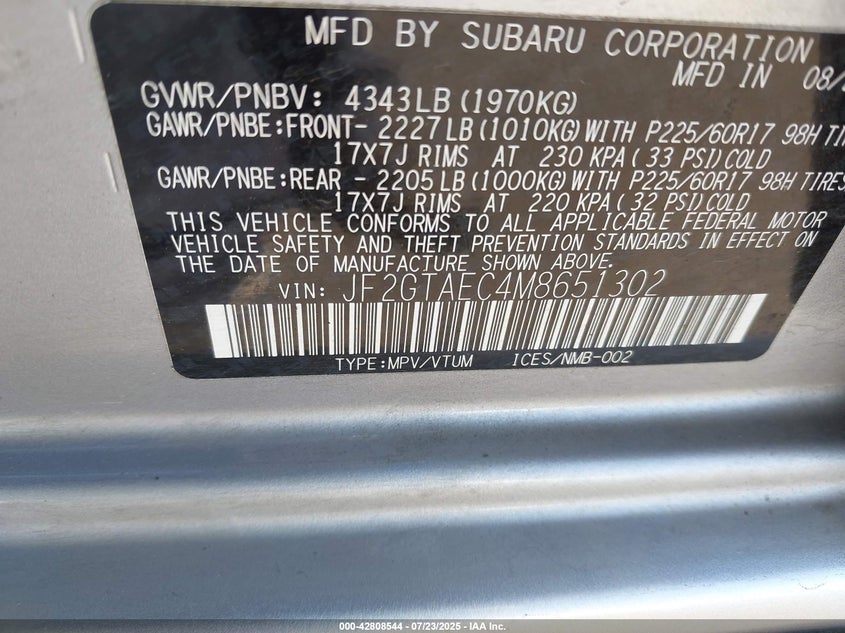 MFD BY SUBARU CORPORATION
MFD IN 08/
GVWR/PNBV: 4343LB(1970KG)
GAWR/PNBE:FRONT- 2227LB(1010KG)WITH P225/60R17 98H
17X7J RIMS AT 230 KPA(33 PSI)COLD
GAWR/PNBE:REAR - 2205LB(1000KG)WITH P225/60R17 98H TIRES
17X7J RIMS AT 220 KPA(32 PSI)COLD
THIS VEHICLE CONFORMS TO ALL APPLICABLE FEDERAL MOTOR
VEHICLE SAFETY AND THEFT PREVENTION STANDARDS IN EFFECT ON
THE DATE OF MANUFACTURE SHOWN ABOVE.
VIN: JF2GTAEC4M8651302
TYPE:MPV/VTUM ICES/NMB-002
000-42808544 - 07/23/2025 - IAA Inc.